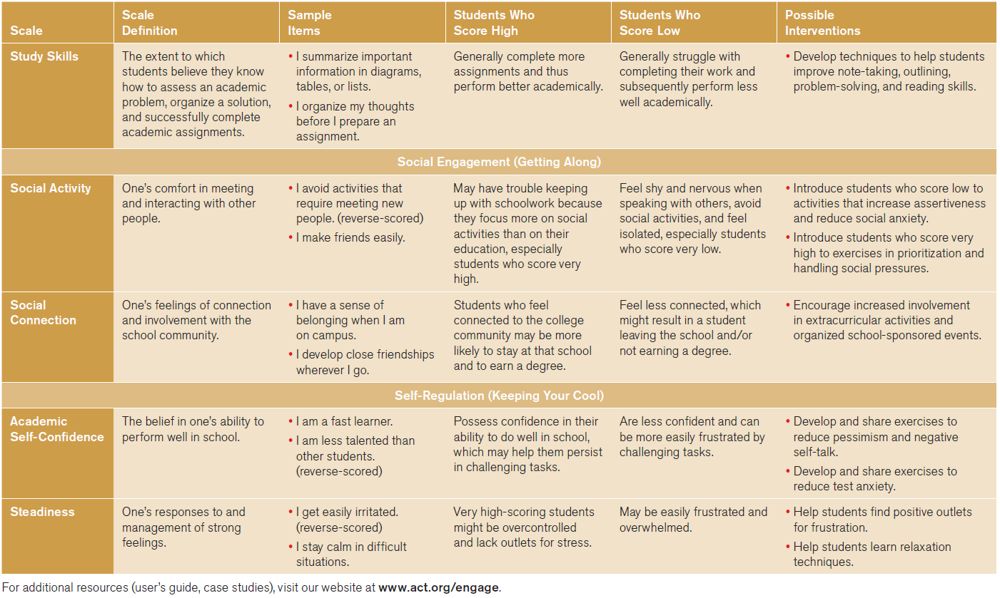 Scale
Scale
Definition
Sample
Items
Students Who
Score High
Students Who
Score Low
Possible
Interventions
Study Skills
The extent to which
students believe they know
how to assess an academic
problem, organize a solution,
and successfully complete
academic assignments.
• I summarize important
information in diagrams,
tables, or lists.
• I organize my thoughts
before I prepare an
assignment.
Generally complete more
assignments and thus
perform better academically.
Generally struggle with
completing their work and
subsequently perform less
well academically.
• Develop techniques to help students
improve note-taking, outlining,
problem-solving, and reading skills.
Social Engagement (Getting Along)
Social Activity
One’s comfort in meeting
and interacting with other
people.
• I avoid activities that
require meeting new
people. (reverse-scored)
• I make friends easily.
May have trouble keeping
up with schoolwork because
they focus more on social
activities than on their
education, especially
students who score very
high.
Feel shy and nervous when
speaking with others, avoid
social activities, and feel
isolated, especially students
who score very low.
• Introduce students who score low to
activities that increase assertiveness
and reduce social anxiety.
• Introduce students who score very
high to exercises in prioritization and
handling social pressures.
Social
Connection
One’s feelings of connection
and involvement with the
school community.
• I have a sense of
belonging when I am
on campus.
• I develop close friendships
wherever I go.
Students who feel
connected to the college
community may be more
likely to stay at that school
and to earn a degree.
Feel less connected, which
might result in a student
leaving the school and/or
not earning a degree.
• Encourage increased involvement
in extracurricular activities and
organized school-sponsored events.
Self-Regulation (Keeping Your Cool)
Academic
Self-Confidence
The belief in one’s ability to
perform well in school.
• I am a fast learner.
• I am less talented than
other students.
(reverse-scored)
Possess confidence in their
ability to do well in school,
which may help them persist
in challenging tasks.
Are less confident and can
be more easily frustrated by
challenging tasks.
• Develop and share exercises to
reduce pessimism and negative
self-talk.
• Develop and share exercises to
reduce test anxiety.
Steadiness
One’s responses to and
management of strong
feelings.
• I get easily irritated.
(reverse-scored)
• I stay calm in difficult
situations.
Very high-scoring students
might be overcontrolled
and lack outlets for stress.
May be easily frustrated and
overwhelmed.
• Help students find positive outlets
for frustration.
• Help students learn relaxation
techniques.
For additional resources (user’s guide, case studies), visit our website at www.act.org/engage.